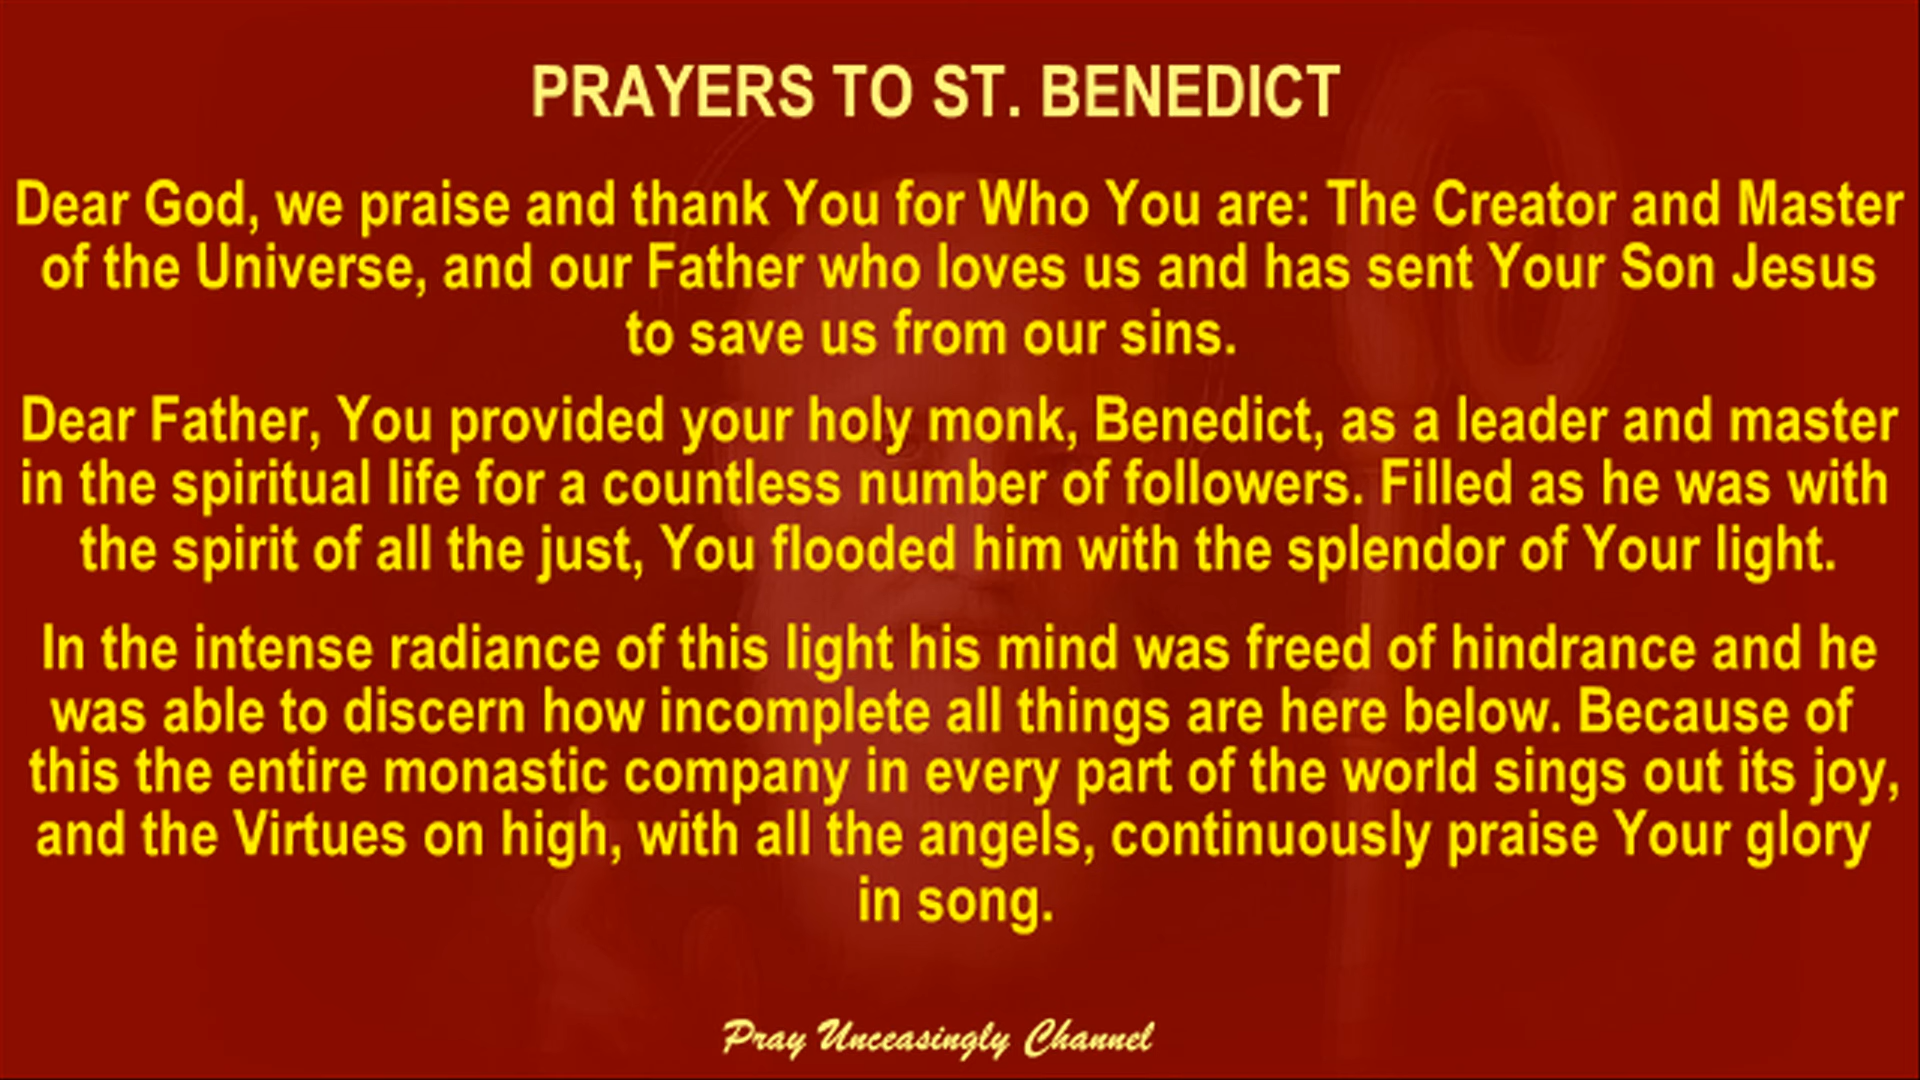 PRAYERS TO ST. BENEDICT
Dear God, we praise and thank You for Who You are: The Creator and Master
of the Universe, and our Father who loves us and has sent Your Son Jesus
to save us from our sins.
Dear Father, You provided your holy monk, Benedict, as a leader and master
in the spiritual life for a countless number of followers. Filled as he was with
the spirit of all the just, You flooded him with the splendor of Your light.
In the intense radiance of this light his mind was freed of hindrance and he
was able to discern how incomplete all things are here below. Because of
this the entire monastic company in every part of the world sings out its joy,
and the Virtues on high, with all the angels, continuously praise Your glory
in song.
Pray Unceasingly Channel